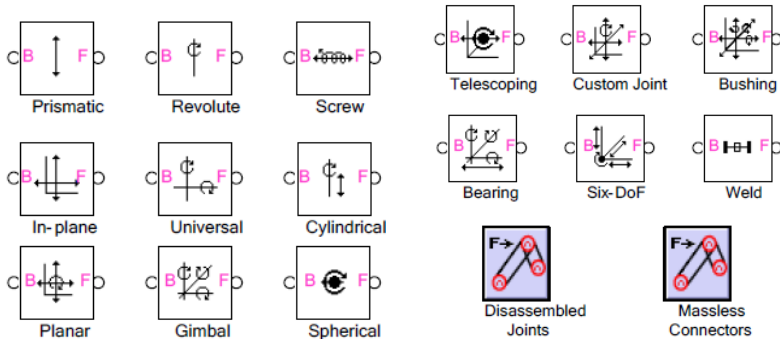 B F B F B F
Prismatic Revolute Screw
B F B F B F
In-plane Universal Cylindrical
B F B F B F
Planar Gimbal Spherical
B F B F B F
Telescoping Custom Joint Bushing
B F B F B F
Bearing Six-DoF Weld
F F
Disassembled Massless
Joints Connectors